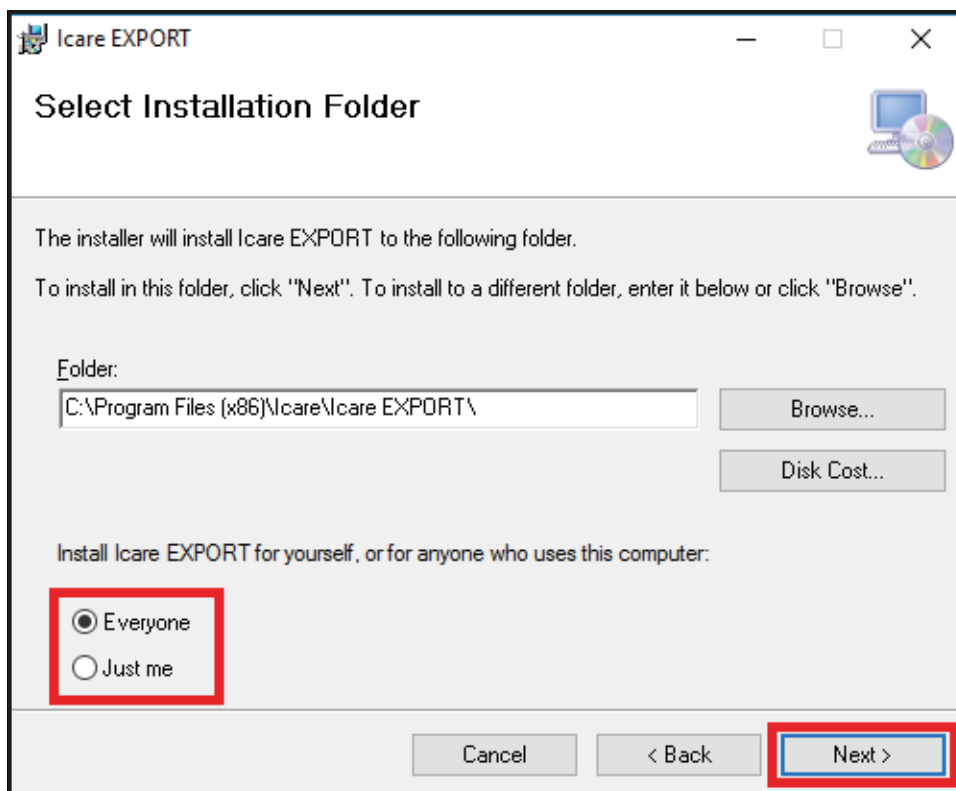 Icare EXPORT
Select Installation Folder
The installer will install Icare EXPORT to the following folder.
To install in this folder, click "Next". To install to a different folder, enter it below or click "Browse".
Folder:
C:\Program Files (x86)\Icare\Icare EXPORT\
Browse...
Disk Cost...
Install Icare EXPORT for yourself, or for anyone who uses this computer:
Everyone
Just me
Cancel
< Back
Next >